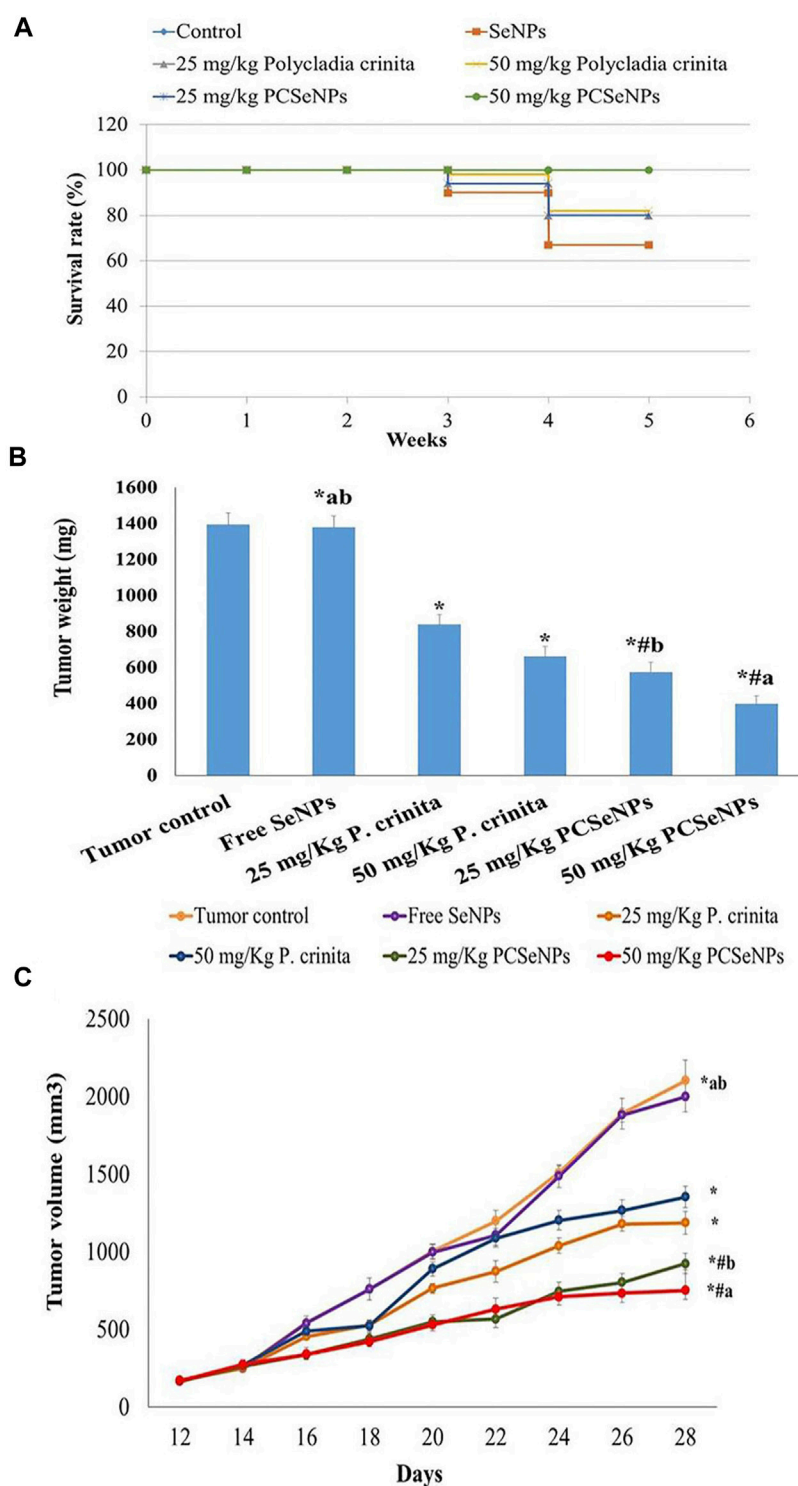 A
Control
SeNPs
25 mg/kg Polycladia crinita
50 mg/kg Polycladia crinita
25 mg/kg PCSeNPs
50 mg/kg PCSeNPs
120
100
80
60
40
20
0
Survival rate (%)
0 1 2 3 4 5 6
Weeks
B
1600
1400
1200
1000
800
600
400
200
0
Tumor weight (mg)
*ab
*
*
*#b
*#a
Tumor control
Free SeNPs
25 mg/Kg P. crinita
50 mg/Kg P. crinita
25 mg/Kg PCSeNPs
50 mg/Kg PCSeNPs
Tumor control
Free SeNPs
25 mg/Kg P. crinita
50 mg/Kg P. crinita
25 mg/Kg PCSeNPs
50 mg/Kg PCSeNPs
C
2500
2000
1500
1000
500
0
Tumor volume (mm3)
*ab
*
*
*#b
*#a
12 14 16 18 20 22 24 26 28
Days